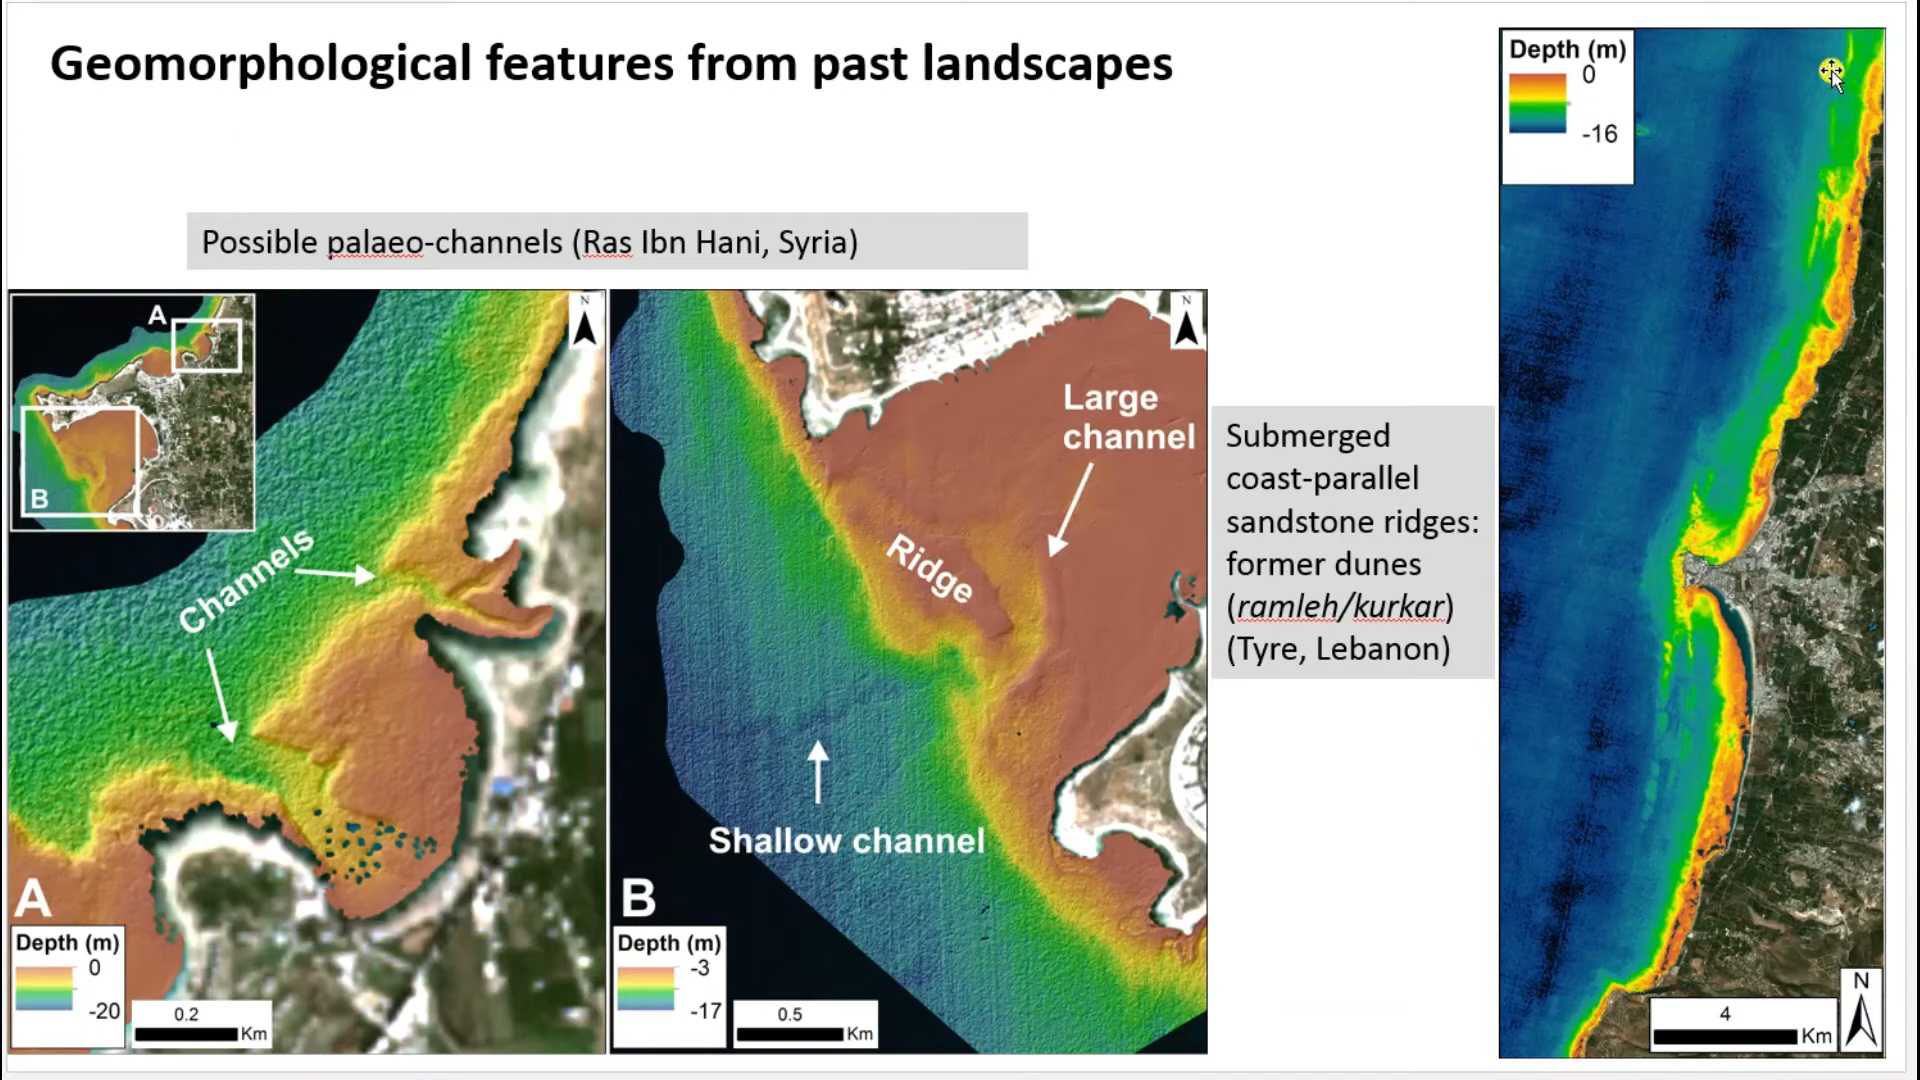 Geomorphological features from past landscapes
Possible palaeo-channels (Ras Ibn Hani, Syria)
A
B
N
Channels
A
Depth (m)
0
-20
0.2
Km
N
Large
channel
Ridge
Shallow channel
B
Depth (m)
-3
-17
0.5
Km
Submerged
coast-parallel
sandstone ridges:
former dunes
(ramleh/kurkar)
(Tyre, Lebanon)
Depth (m)
0
-16
4
Km
N